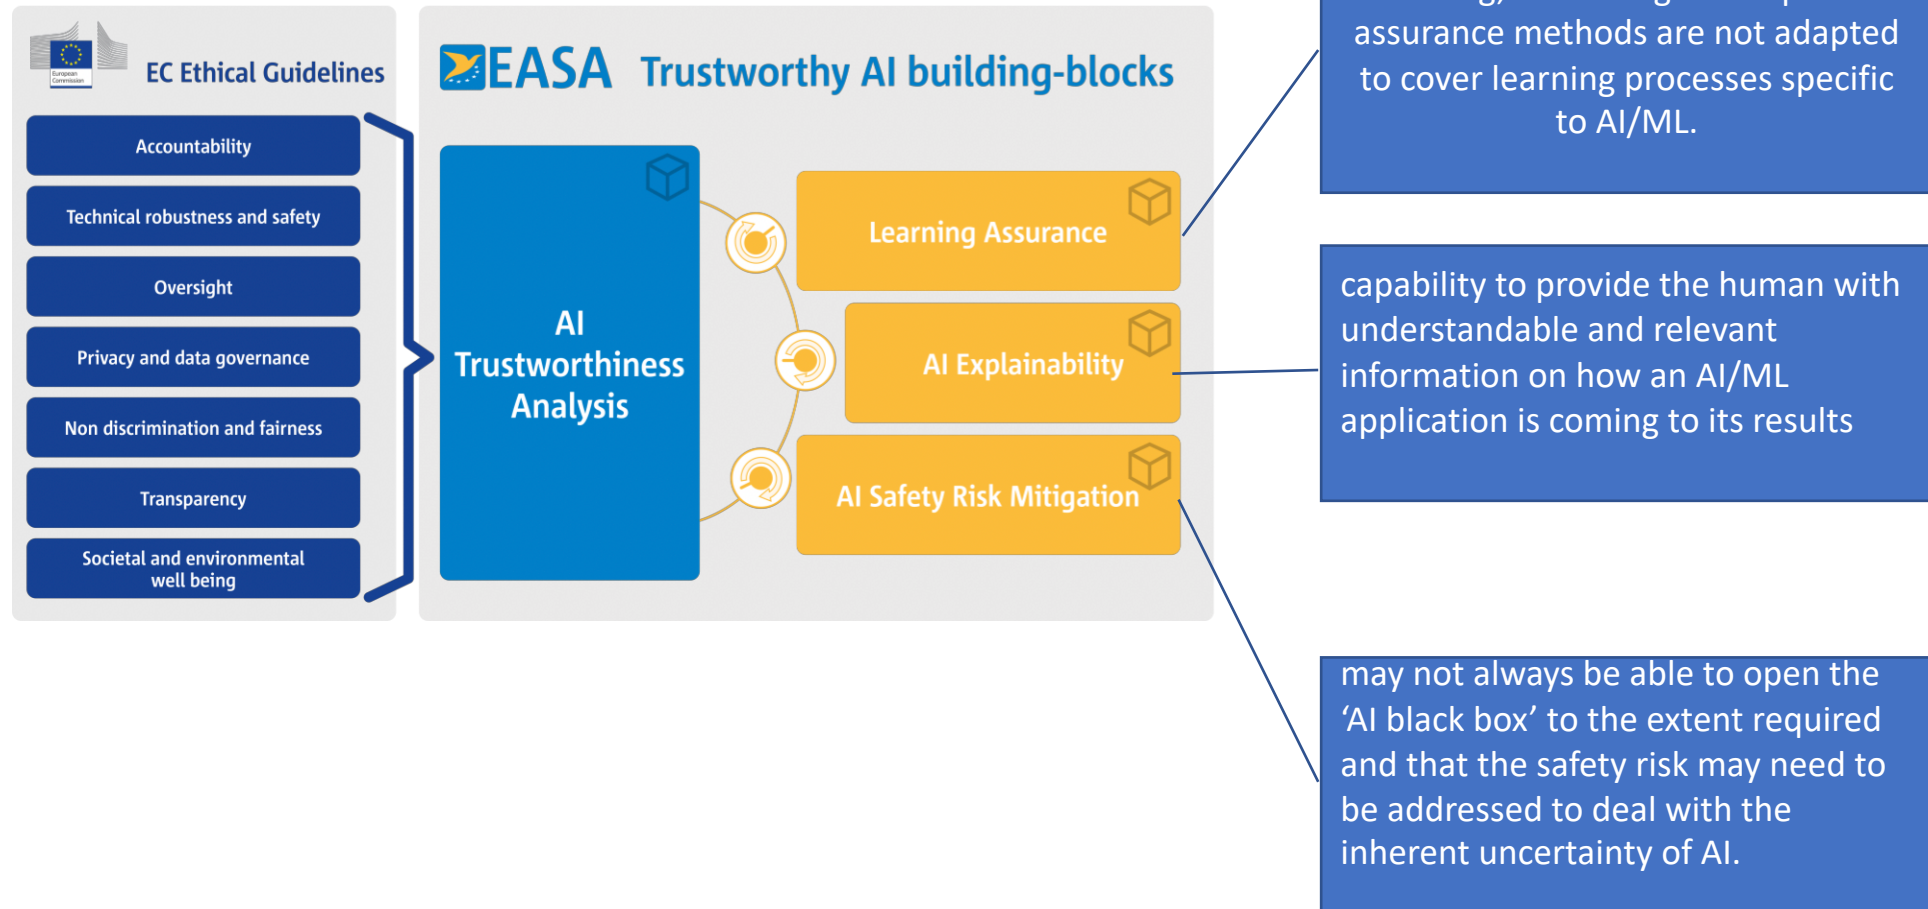 European
Commission
EC Ethical Guidelines
Accountability
Technical robustness and safety
Oversight
Privacy and data governance
Non discrimination and fairness
Transparency
Societal and environmental
well being
EASA Trustworthy AI building-blocks
AI
Trustworthiness
Analysis
Learning Assurance
AI Explainability
AI Safety Risk Mitigation
assurance methods are not adapted
to cover learning processes specific
to AI/ML.
capability to provide the human with
understandable and relevant
information on how an AI/ML
application is coming to its results
may not always be able to open the
‘AI black box’ to the extent required
and that the safety risk may need to
be addressed to deal with the
inherent uncertainty of AI.